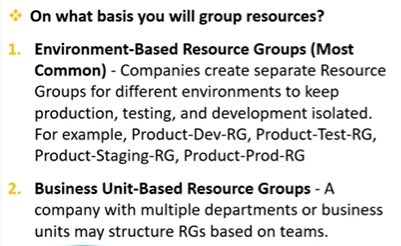 ❖ On what basis you will group resources?
1. Environment-Based Resource Groups (Most
Common) - Companies create separate Resource
Groups for different environments to keep
production, testing, and development isolated.
For example, Product-Dev-RG, Product-Test-RG,
Product-Staging-RG, Product-Prod-RG
2. Business Unit-Based Resource Groups - A
company with multiple departments or business
units may structure RGs based on teams.